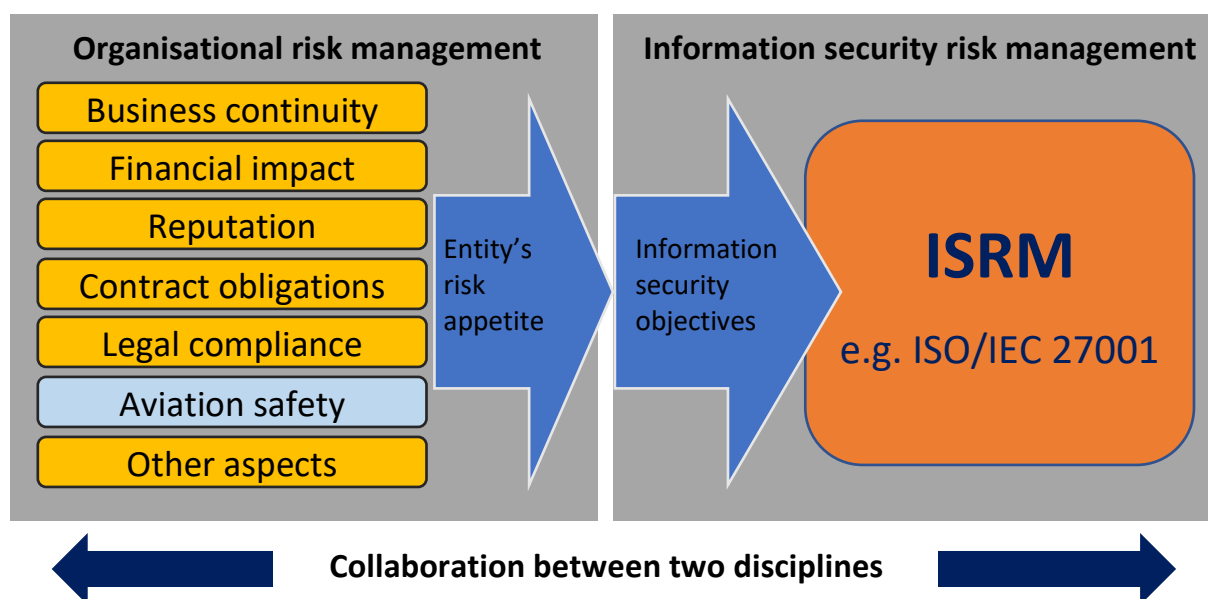 Organisational risk management
Business continuity
Financial impact
Reputation
Contract obligations
Legal compliance
Aviation safety
Other aspects
Entity's
risk
appetite
Information security risk management
Information
security
objectives
ISRM
e.g. ISO/IEC 27001
Collaboration between two disciplines